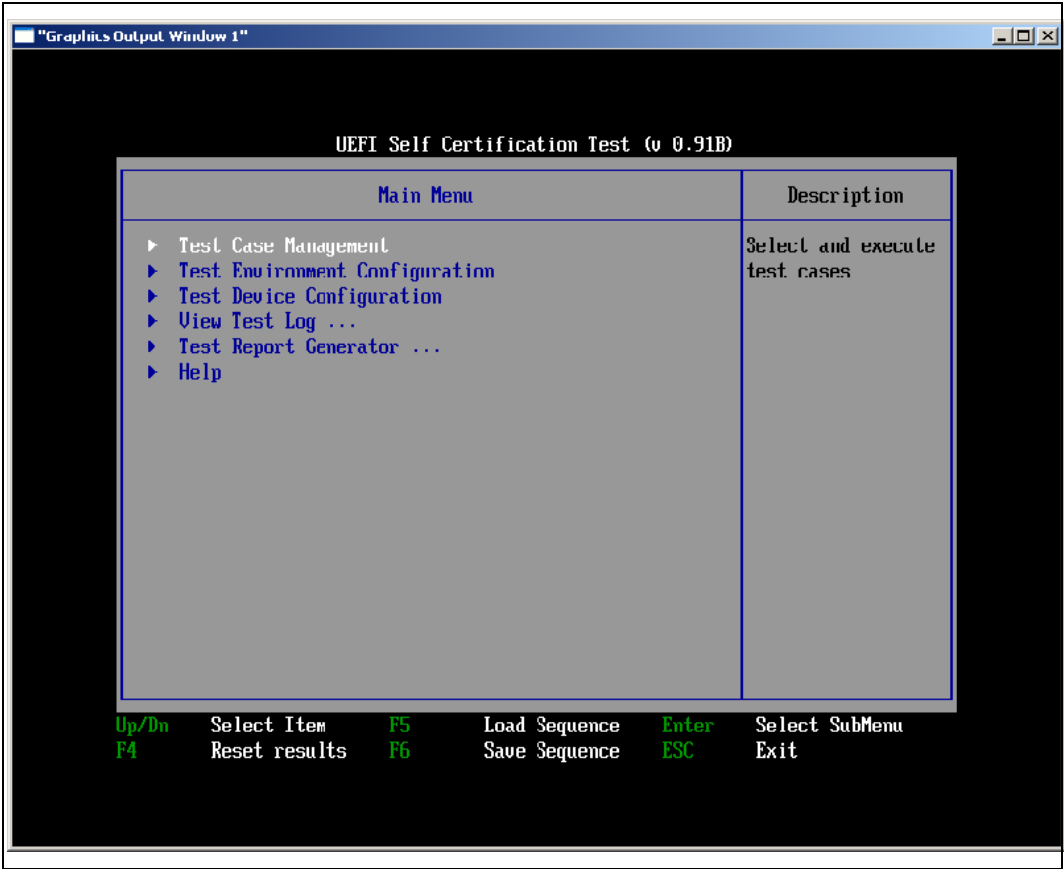 "Graphics Output Window 1"
UEFI Self Certification Test (v 0.91B)
Main Menu
Description
Test Case Management
Test Environment Configuration
Test Device Configuration
View Test Log ...
Test Report Generator ...
Help
Select and execute
test cases
Up/Dn Select Item F5 Load Sequence Enter Select SubMenu
F4 Reset results F6 Save Sequence ESC Exit